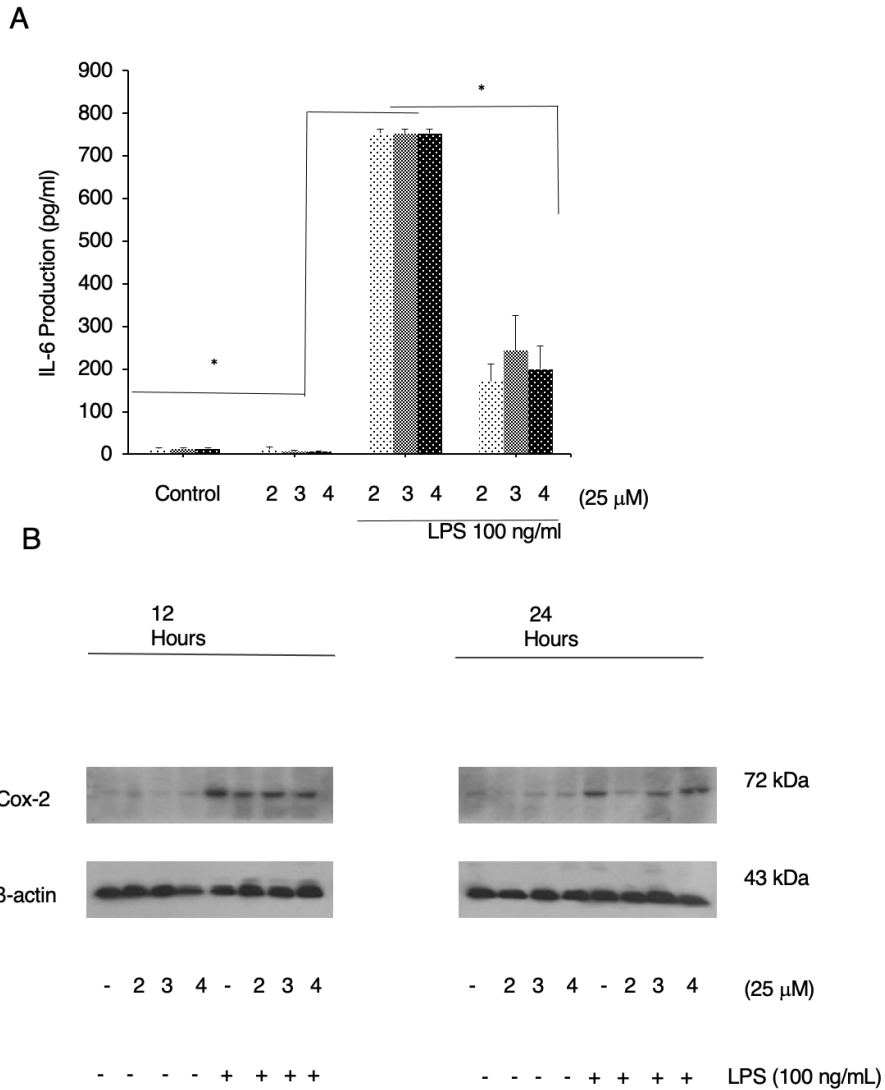 A
900
*
800
700
600
500
IL-6 Production (pg/ml)
400
300
*
200
100
0
Control 2 3 4 2 3 4 2 3 4 (25 µM)
LPS 100 ng/ml
B
12 Hours
24 Hours
72 kDa
Cox-2
43 kDa
-actin
- 2 3 4 - 2 3 4 - 2 3 4 - 2 3 4 (25 µM)
- - - - + + + + - - - - + + + + LPS (100 ng/mL)